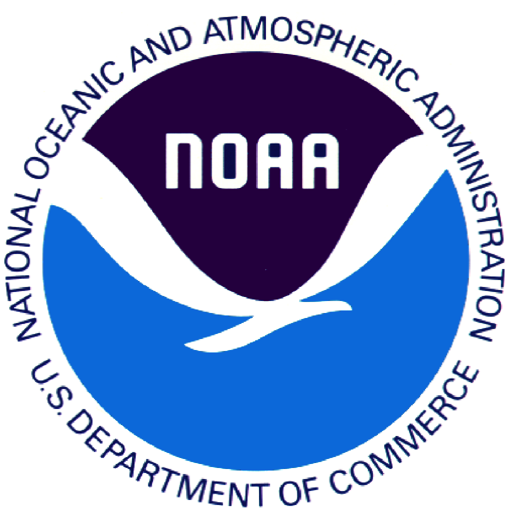 NATIONAL OCEANIC AND ATMOSPHERIC ADMINISTRATION
NOAA
U.S. DEPARTMENT OF COMMERCE